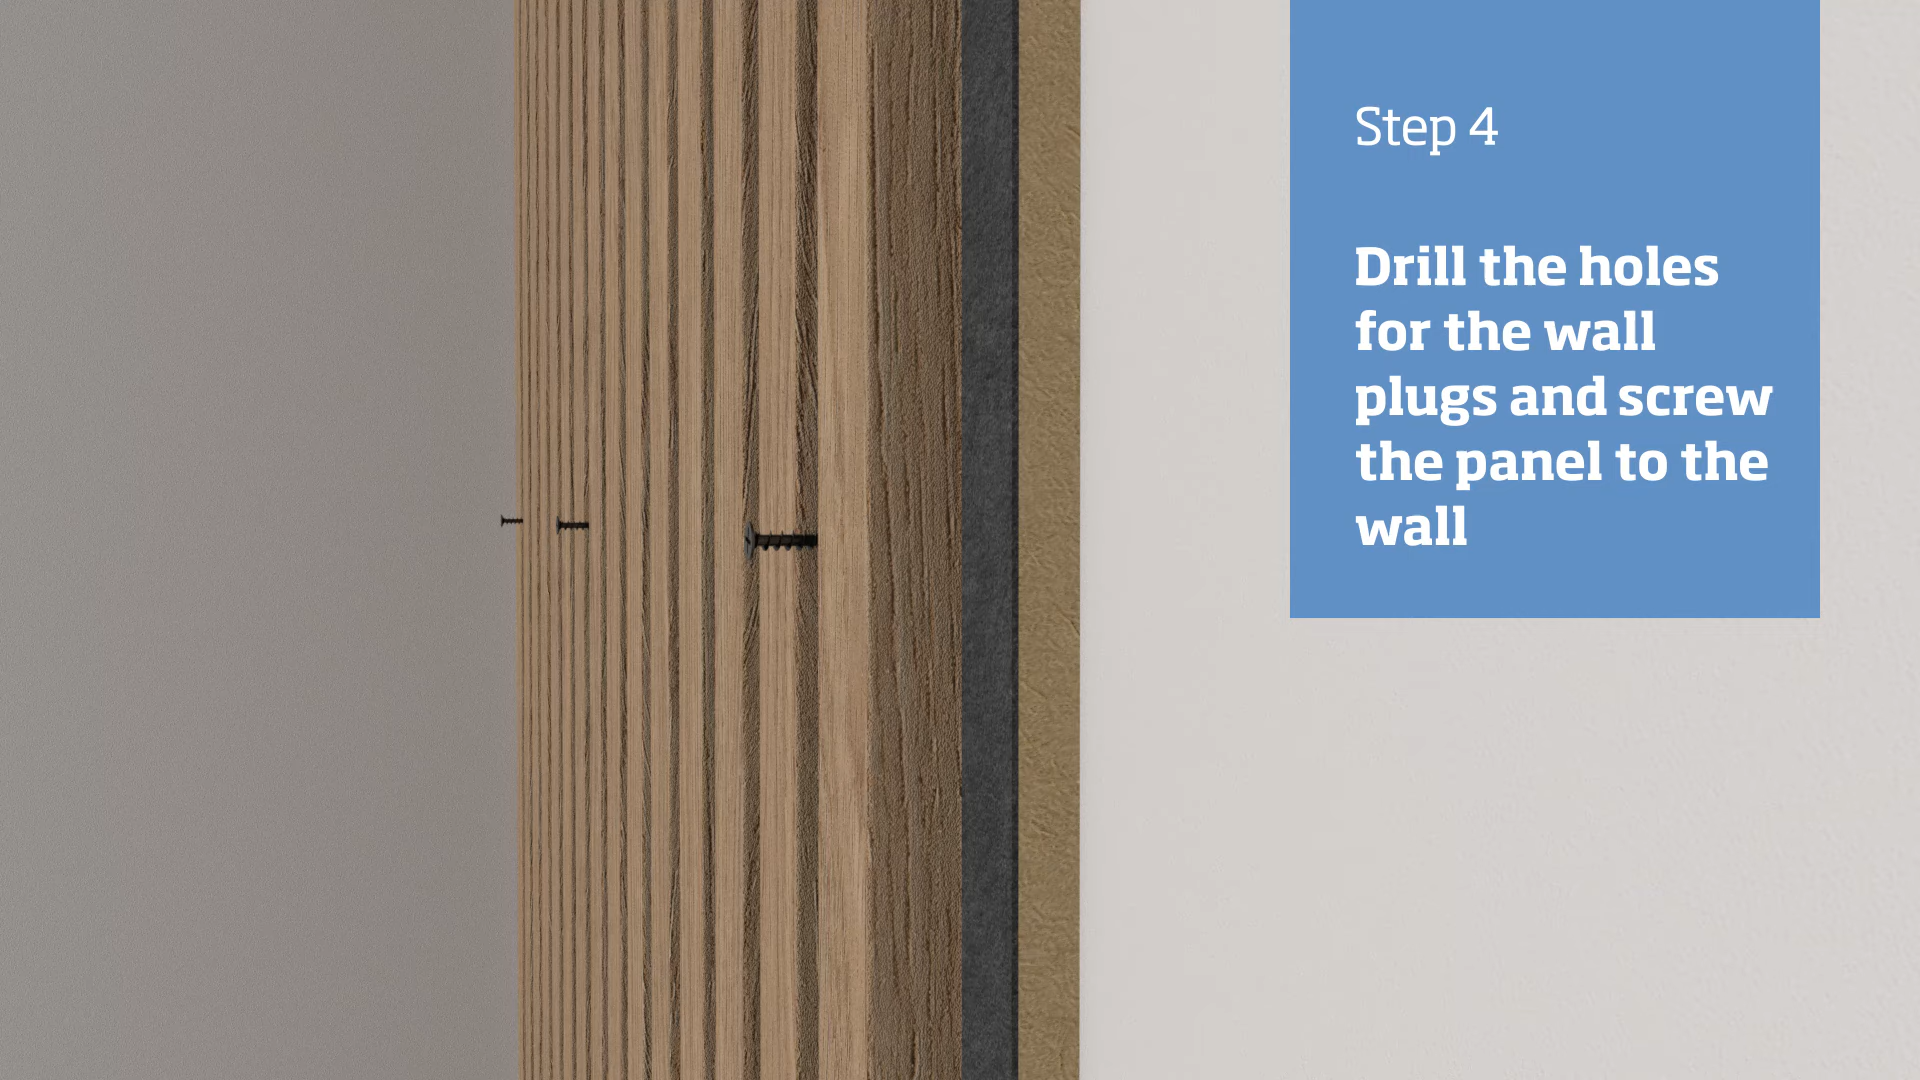 Step 4
Drill the holes
for the wall
plugs and screw
the panel to the
wall